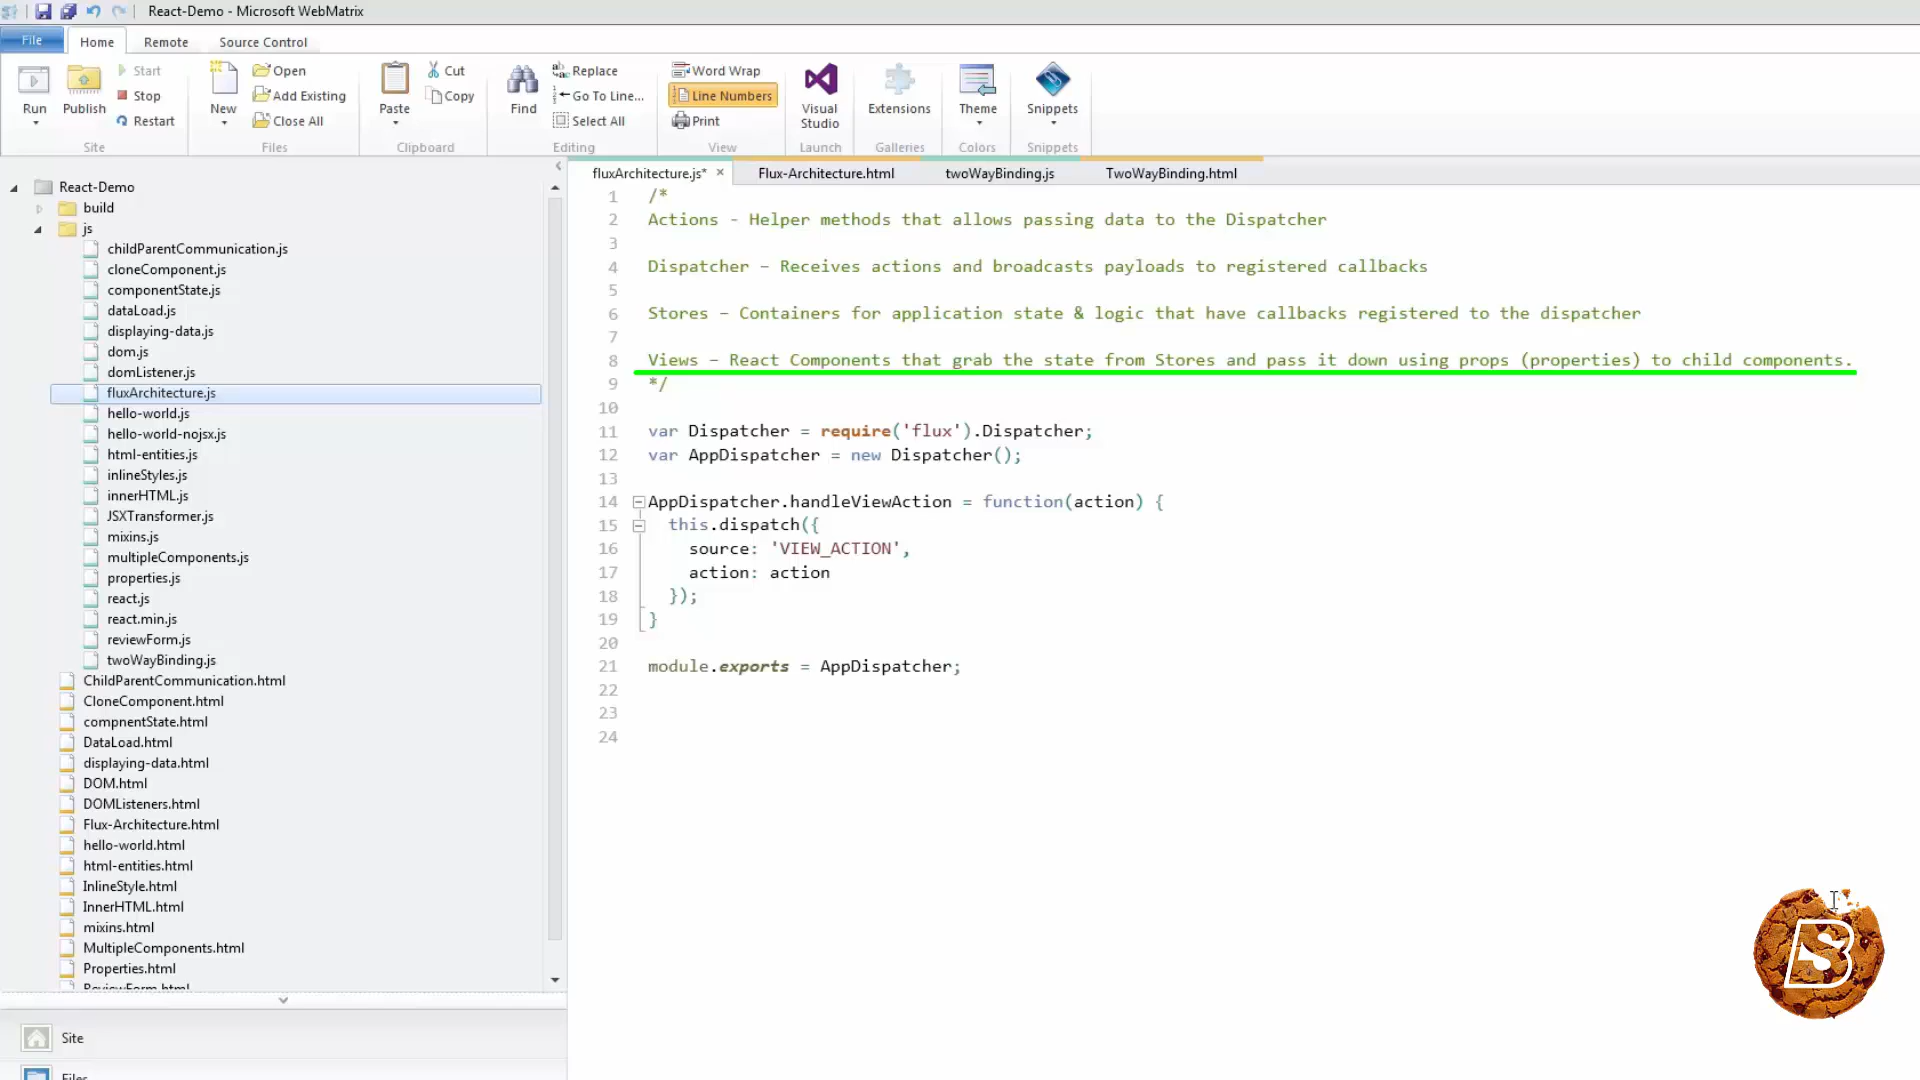 React-Demo - Microsoft WebMatrix
File
Home
Remote
Source Control
Run
Publish
Start
Stop
Restart
Site
New
Open
Add Existing
Close All
Files
Paste
Cut
Copy
Clipboard
Find
Replace
Go To Line...
Select All
Editing
Word Wrap
Line Numbers
Print
View
Visual
Studio
Launch
Extensions
Galleries
Theme
Colors
Snippets
Snippets
React-Demo
build
js
childParentCommunication.js
cloneComponent.js
componentState.js
dataLoad.js
displaying-data.js
dom.js
domListener.js
fluxArchitecture.js
hello-world.js
hello-world-nojsx.js
html-entities.js
inlineStyles.js
innerHTML.js
JSXTransformer.js
mixins.js
multipleComponents.js
properties.js
react.js
react.min.js
reviewForm.js
twoWayBinding.js
ChildParentCommunication.html
CloneComponent.html
compnentState.html
DataLoad.html
displaying-data.html
DOM.html
DOMListeners.html
Flux-Architecture.html
hello-world.html
html-entities.html
InlineStyle.html
InnerHTML.html
mixins.html
MultipleComponents.html
Properties.html
ReviewForm.html
Site
Files
fluxArchitecture.js*
Flux-Architecture.html
twoWayBinding.js
TwoWayBinding.html
1 /*
2 Actions - Helper methods that allows passing data to the Dispatcher
3
4 Dispatcher – Receives actions and broadcasts payloads to registered callbacks
5
6 Stores – Containers for application state & logic that have callbacks registered to the dispatcher
7
8 Views – React Components that grab the state from Stores and pass it down using props (properties) to child components.
9 */
10
11 var Dispatcher = require('flux').Dispatcher;
12 var AppDispatcher = new Dispatcher();
13
14 AppDispatcher.handleViewAction = function(action) {
15 this.dispatch({
16 source: 'VIEW_ACTION',
17 action: action
18 });
19 }
20
21 module.exports = AppDispatcher;
22
23
24